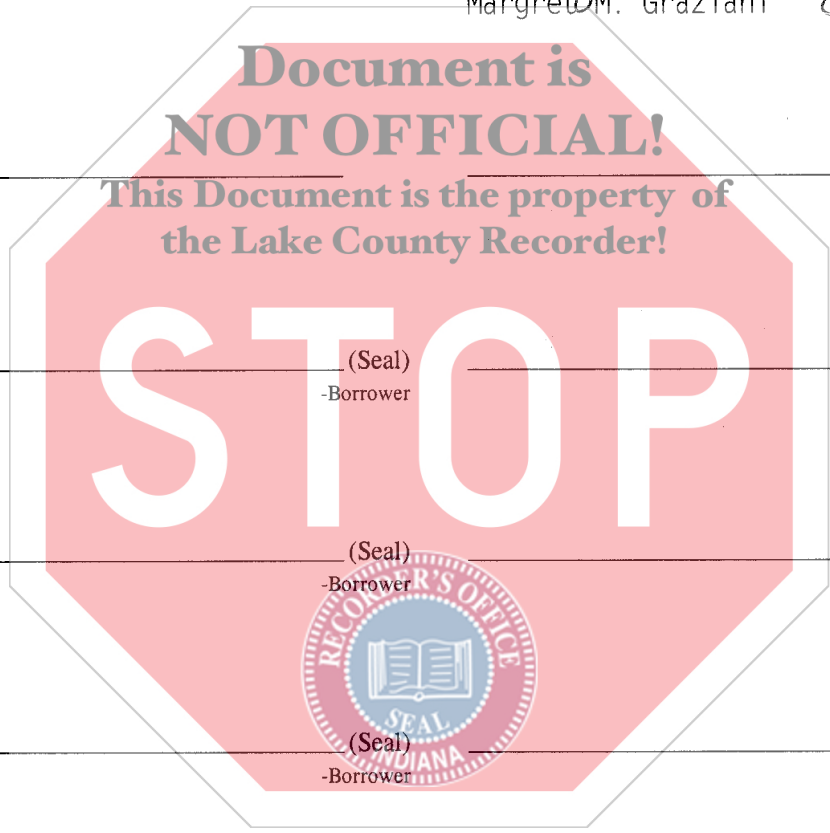 Margret M. Graziani
Document is
NOT OFFICIAL!
This Document is the property of
the Lake County Recorder!
STOP
(Seal)
-Borrower
(Seal)
-Borrower
RECORDER'S OFFICE
SEAL
INDIANA
(Seal)
-Borrower